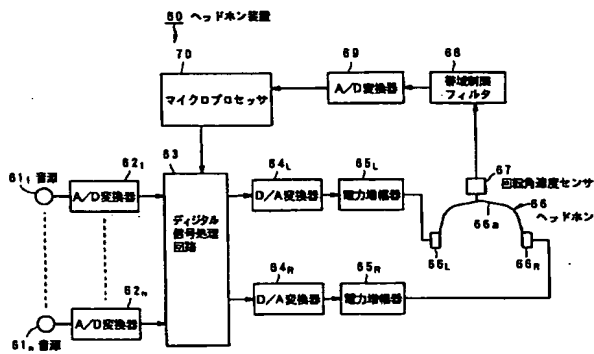 60 ヘッドホン装置
70
マイクロプロセッサ
69
A/D変換器
68
帯域制限
フィルタ
67
回転角速度センサ
66
ヘッドホン
66a
66L
66R
61₁ 音源
62₁
A/D変換器
63
ディジタル
信号処理
回路
64L
D/A変換器
65L
電力増幅器
64R
D/A変換器
65R
電力増幅器
62ₙ
A/D変換器
61ₙ 音源